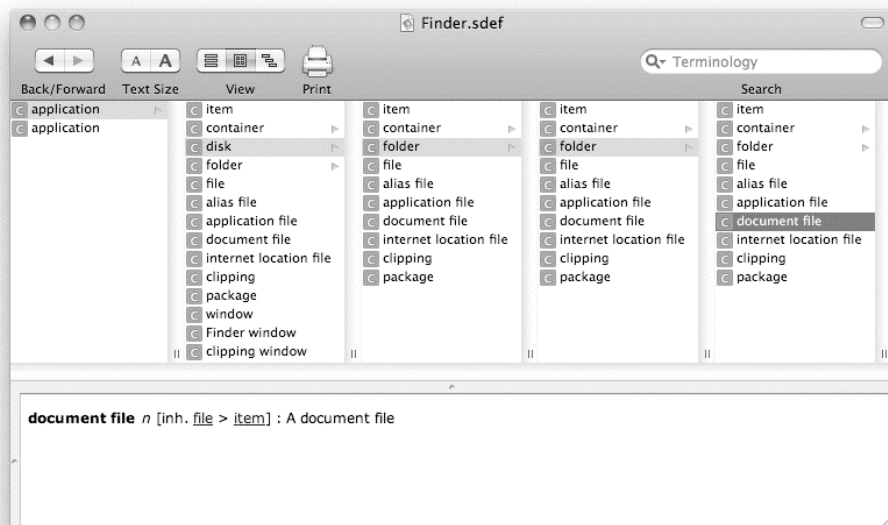 Finder.sdef
A A
Terminology
Back/Forward Text Size View Print Search
C application
C application
C item
C container
C disk
C folder
C file
C alias file
C application file
C document file
C internet location file
C clipping
C package
C window
C Finder window
C clipping window
C item
C container
C folder
C file
C alias file
C application file
C document file
C internet location file
C clipping
C package
C item
C container
C folder
C file
C alias file
C application file
C document file
C internet location file
C clipping
C package
C item
C container
C folder
C file
C alias file
C application file
C document file
C internet location file
C clipping
C package
document file n [inh. file > item] : A document file